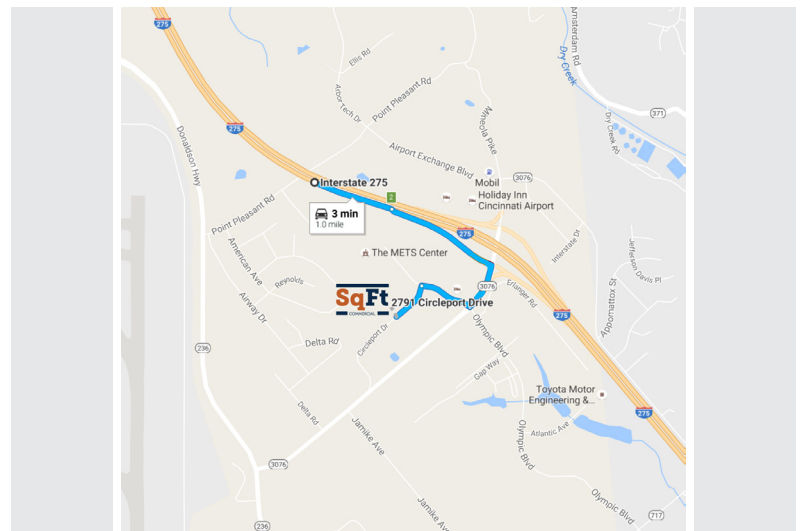 275
Ellis Rd
Amsterdam Rd
Dry Creek
Point Pleasant Rd
Arbor Tech Dr
Mineola Pike
371
275
Donaldson Hwy
Dry Creek Rd
Airport Exchange Blvd
3076
Mobil
Interstate 275
Holiday Inn
Cincinnati Airport
3 min
1.0 mile
Point Pleasant Rd
275
Interstate Dr
American Ave
The METS Center
Jefferson Davis Pl
Reynolds
Airway Dr
3076
Erlanger Rd
Appomattox St
SqFt
COMMERCIAL
2791 Circleport Drive
275
Olympic Blvd
Circleport Dr
Delta Rd
236
Gap Way
Toyota Motor
Engineering &...
Delta Rd
275
Atlantic Ave
Jamike Ave
Olympic Blvd
3076
Jamike Ave
Olympic Blvd
717
236